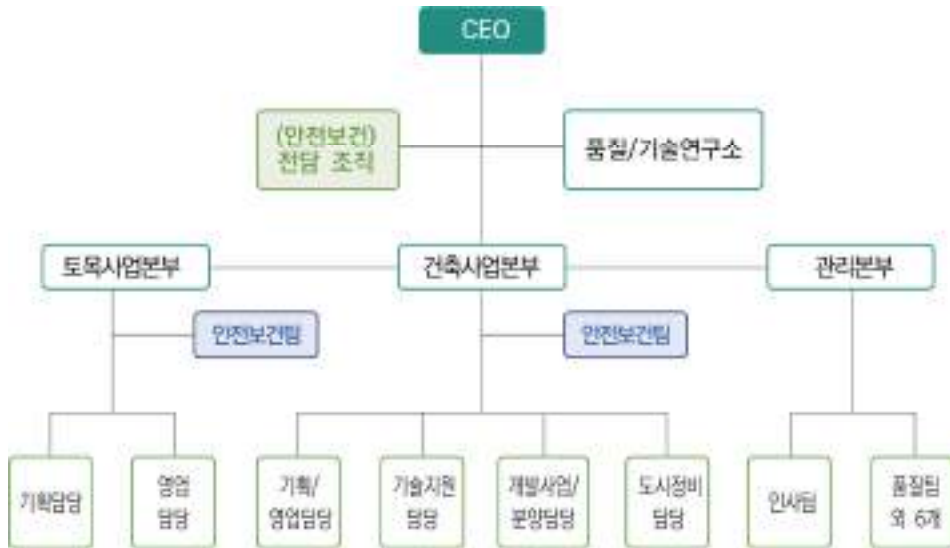 CEO
(안전보건)
전담 조직
품질/기술연구소
토목사업본부
건축사업본부
관리본부
안전보건팀
안전보건팀
기획담당
영업
담당
기획/
영업담당
기술지원
담당
개발사업/
분양담당
도시정비
담당
인사팀
품질팀
외 6개